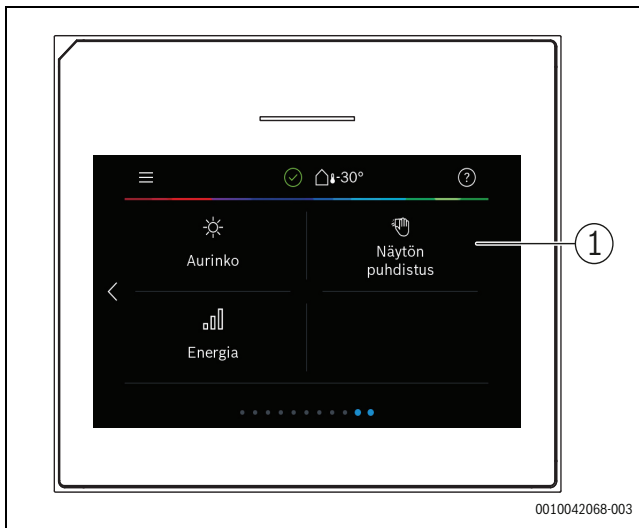 -30°
?
Aurinko
Näytön
puhdistus
1
Energia
0010042068-003